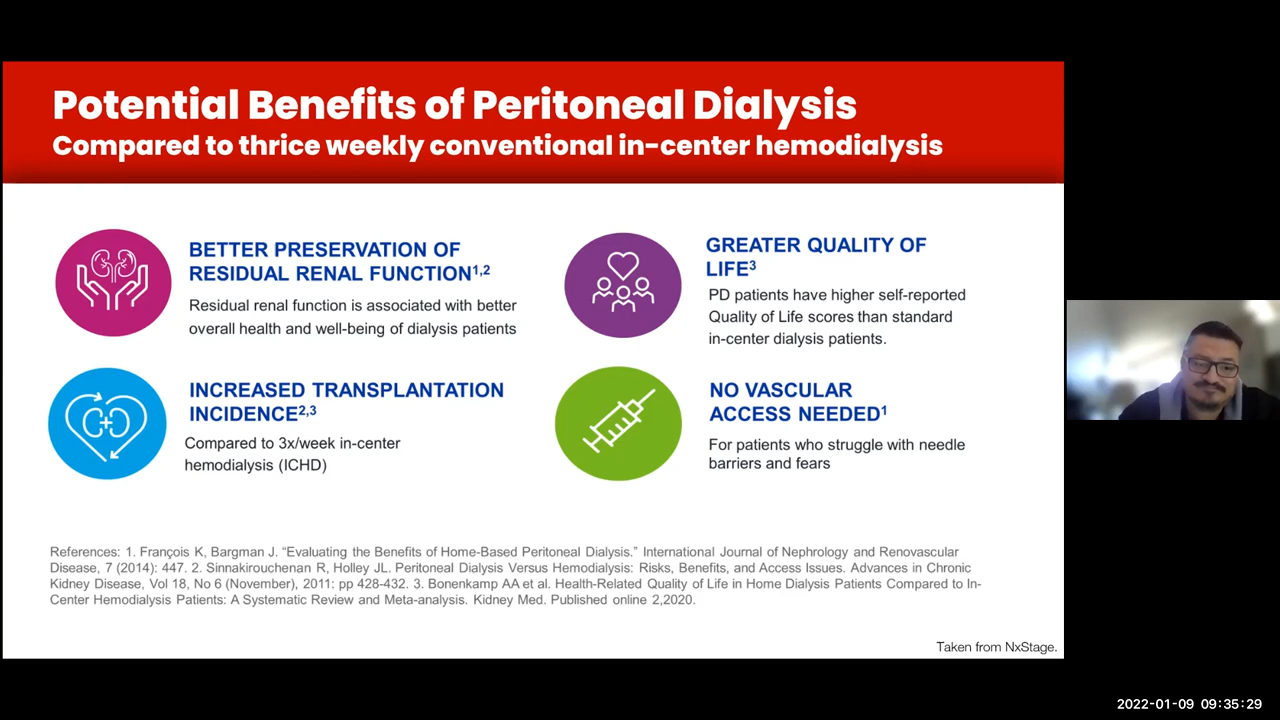 Potential Benefits of Peritoneal Dialysis
Compared to thrice weekly conventional in-center hemodialysis
BETTER PRESERVATION OF
RESIDUAL RENAL FUNCTION1,2
Residual renal function is associated with better
overall health and well-being of dialysis patients
GREATER QUALITY OF
LIFE3
PD patients have higher self-reported
Quality of Life scores than standard
in-center dialysis patients.
INCREASED TRANSPLANTATION
INCIDENCE2,3
Compared to 3x/week in-center
hemodialysis (ICHD)
NO VASCULAR
ACCESS NEEDED1
For patients who struggle with needle
barriers and fears
References: 1. François K, Bargman J. “Evaluating the Benefits of Home-Based Peritoneal Dialysis.” International Journal of Nephrology and Renovascular
Disease, 7 (2014): 447. 2. Sinnakirouchenan R, Holley JL. Peritoneal Dialysis Versus Hemodialysis: Risks, Benefits, and Access Issues. Advances in Chronic
Kidney Disease, Vol 18, No 6 (November), 2011: pp 428-432. 3. Bonenkamp AA et al. Health-Related Quality of Life in Home Dialysis Patients Compared to In-
Center Hemodialysis Patients: A Systematic Review and Meta-analysis. Kidney Med. Published online 2,2020.
Taken from NxStage.
2022-01-09 09:35:29